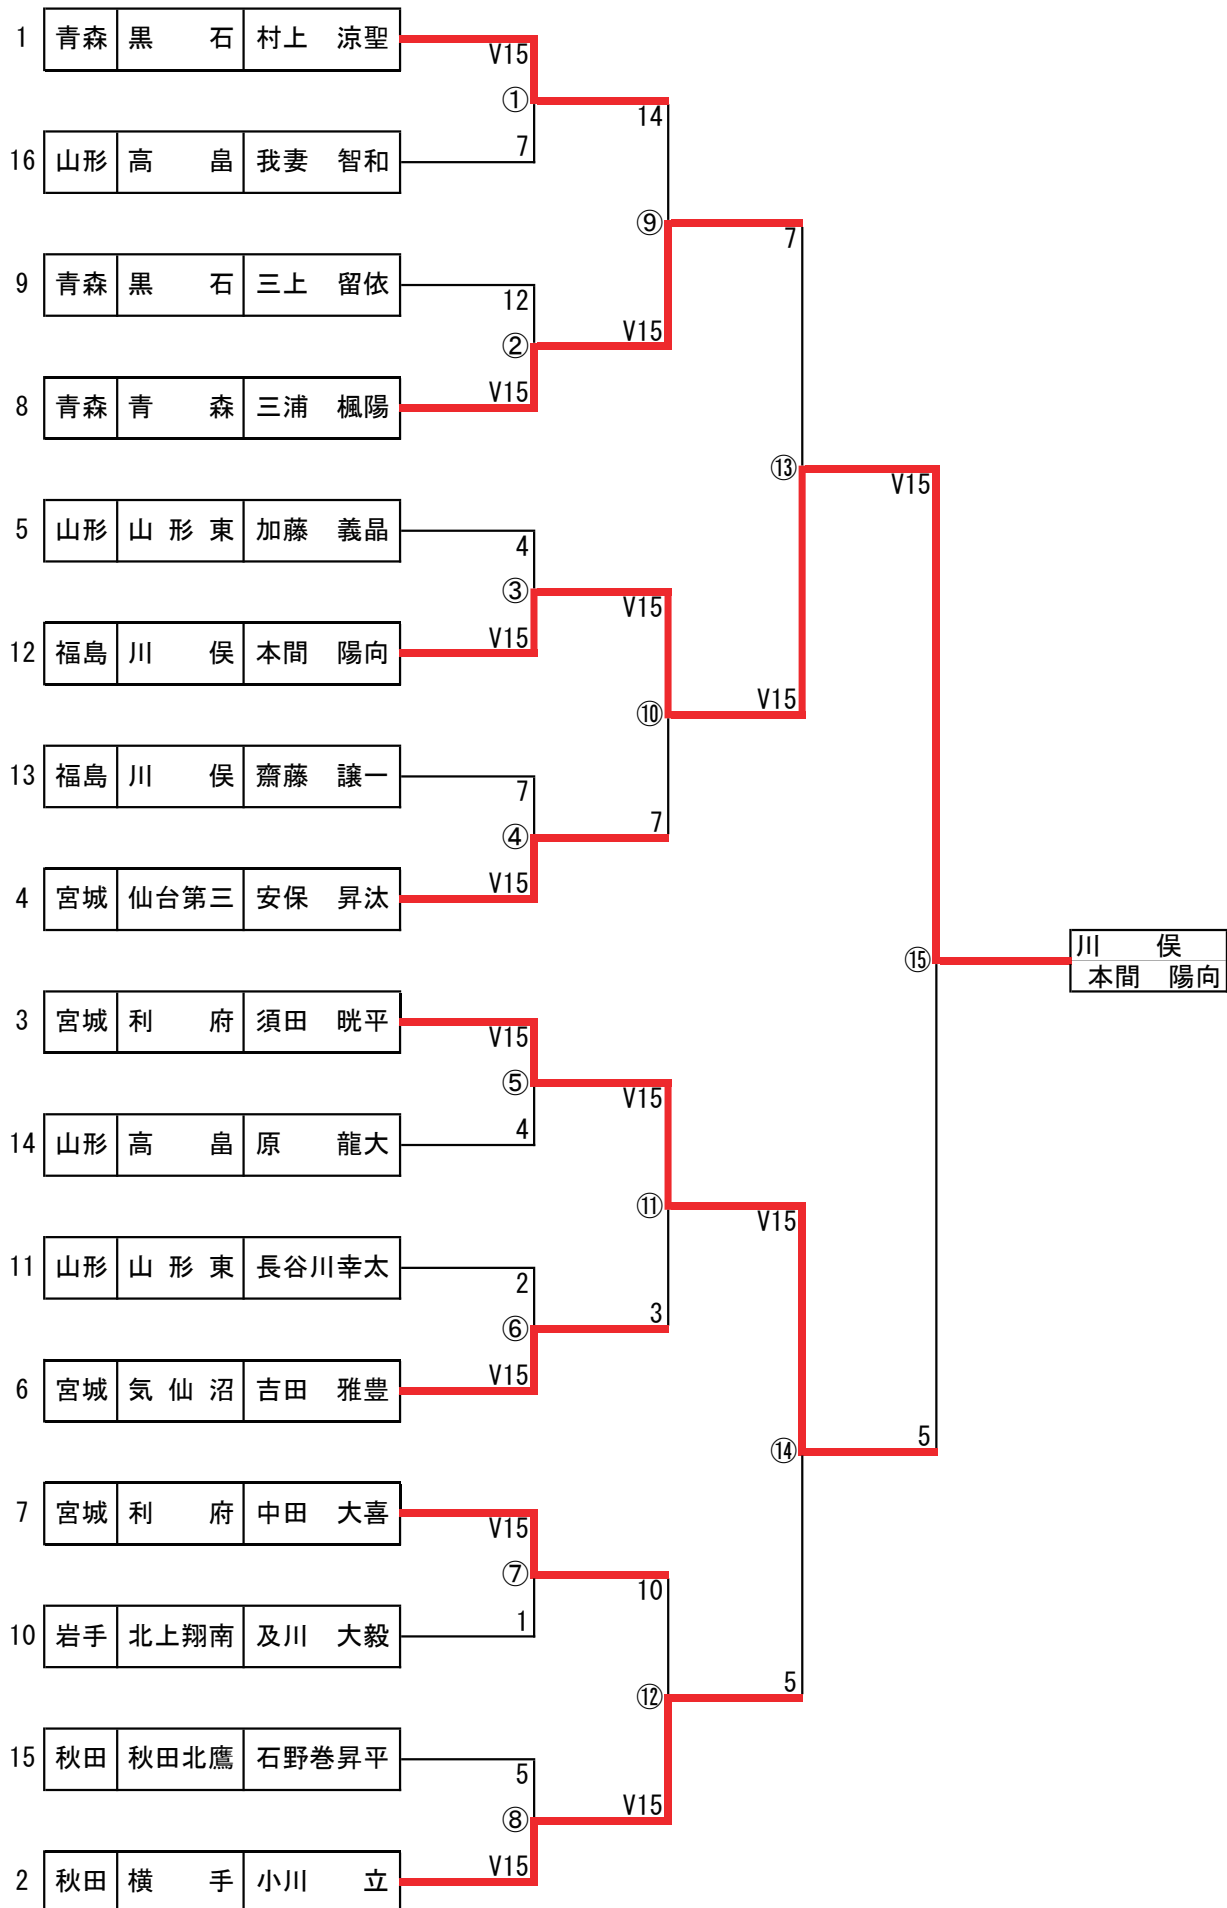 1 青森 黒 石 村上 涼聖
V15
① 14
7
16 山形 高 畠 我妻 智和
⑨ 7
9 青森 黒 石 三上 留依
12
② V15
V15
8 青森 青 森 三浦 楓陽
⑬ V15
5 山形 山 形 東 加藤 義晶
4
③ V15
V15
12 福島 川 俣 本間 陽向
⑩ V15
13 福島 川 俣 齋藤 譲一
7
④ 7
V15
4 宮城 仙台第三 安保 昇汰
⑮ 川 俣
本間 陽向
3 宮城 利 府 須田 晄平
V15
⑤ V15
4
14 山形 高 畠 原 龍大
⑪ V15
11 山形 山 形 東 長谷川幸太
2
⑥ 3
V15
6 宮城 気 仙 沼 吉田 雅豊
⑭ 5
7 宮城 利 府 中田 大喜
V15
⑦ 10
1
10 岩手 北上翔南 及川 大毅
⑫ 5
15 秋田 秋田北鷹 石野巻昇平
5
⑧ V15
V15
2 秋田 横 手 小川 立